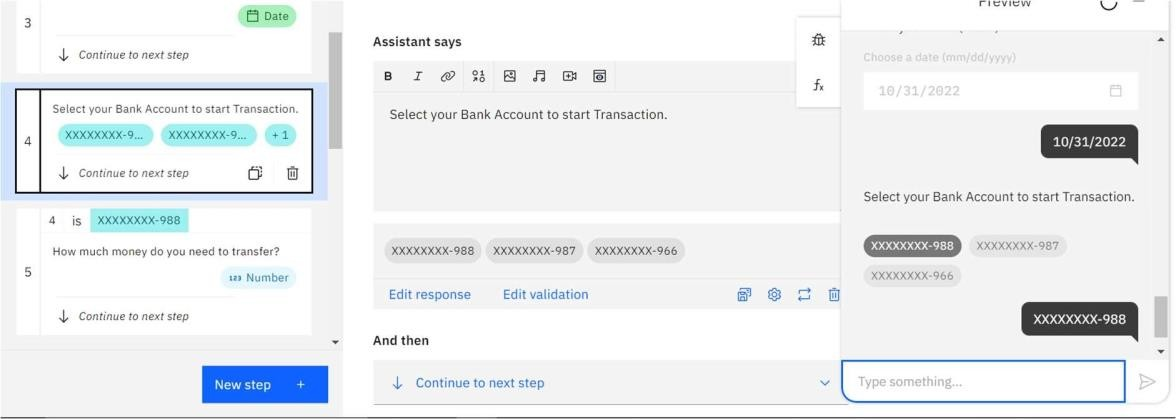 3
Date
Continue to next step
4
Select your Bank Account to start Transaction.
XXXXXXXX-9... XXXXXXXX-9... + 1
Continue to next step
4 is XXXXXXXX-988
5
How much money do you need to transfer?
123 Number
Continue to next step
New step +
Assistant says
B I
Select your Bank Account to start Transaction.
XXXXXXXX-988 XXXXXXXX-987 XXXXXXXX-966
Edit response Edit validation
And then
Continue to next step
fx
Preview
Choose a date (mm/dd/yyyy)
10/31/2022
10/31/2022
Select your Bank Account to start Transaction.
XXXXXXXX-988 XXXXXXXX-987
XXXXXXXX-966
XXXXXXXX-988
Type something...